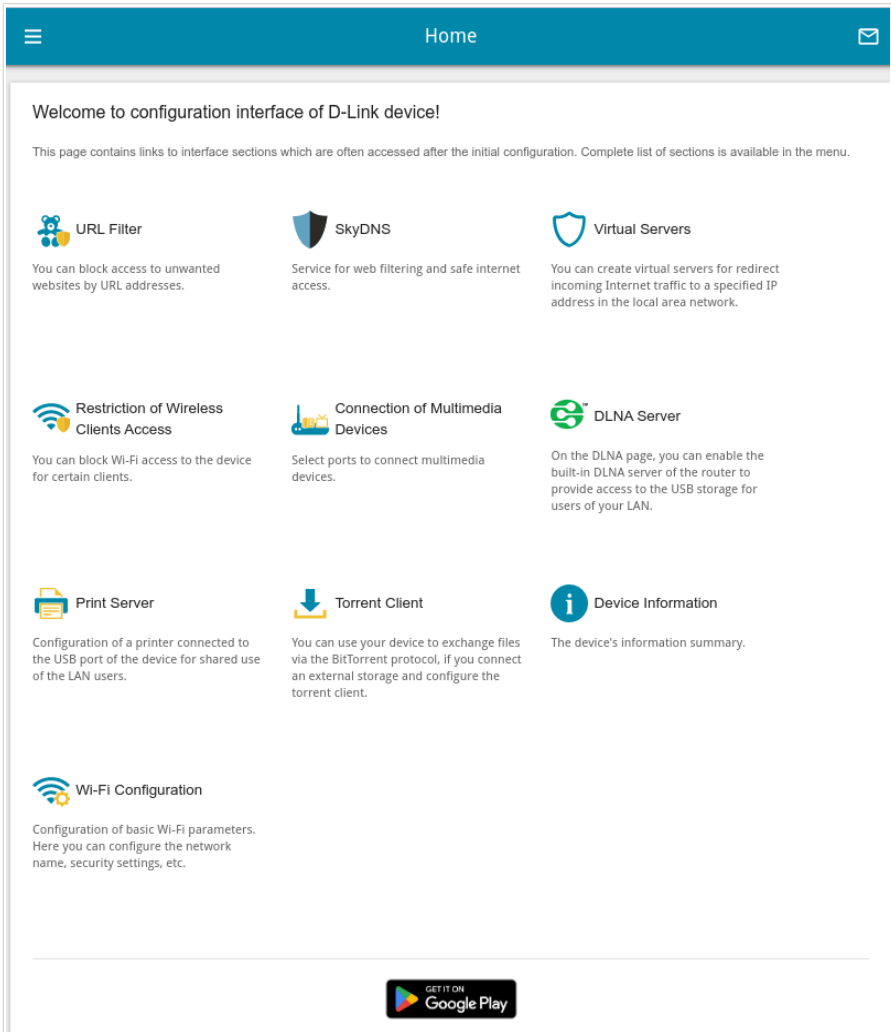 Home
Welcome to configuration interface of D-Link device!
This page contains links to interface sections which are often accessed after the initial configuration. Complete list of sections is available in the menu.
URL Filter
You can block access to unwanted
websites by URL addresses.
SkyDNS
Service for web filtering and safe internet
access.
Virtual Servers
You can create virtual servers for redirect
incoming Internet traffic to a specified IP
address in the local area network.
Restriction of Wireless
Clients Access
You can block Wi-Fi access to the device
for certain clients.
Connection of Multimedia
Devices
Select ports to connect multimedia
devices.
DLNA Server
On the DLNA page, you can enable the
built-in DLNA server of the router to
provide access to the USB storage for
users of your LAN.
Print Server
Configuration of a printer connected to
the USB port of the device for shared use
of the LAN users.
Torrent Client
You can use your device to exchange files
via the BitTorrent protocol, if you connect
an external storage and configure the
torrent client.
Device Information
The device's information summary.
Wi-Fi Configuration
Configuration of basic Wi-Fi parameters.
Here you can configure the network
name, security settings, etc.
GET IT ON
Google Play